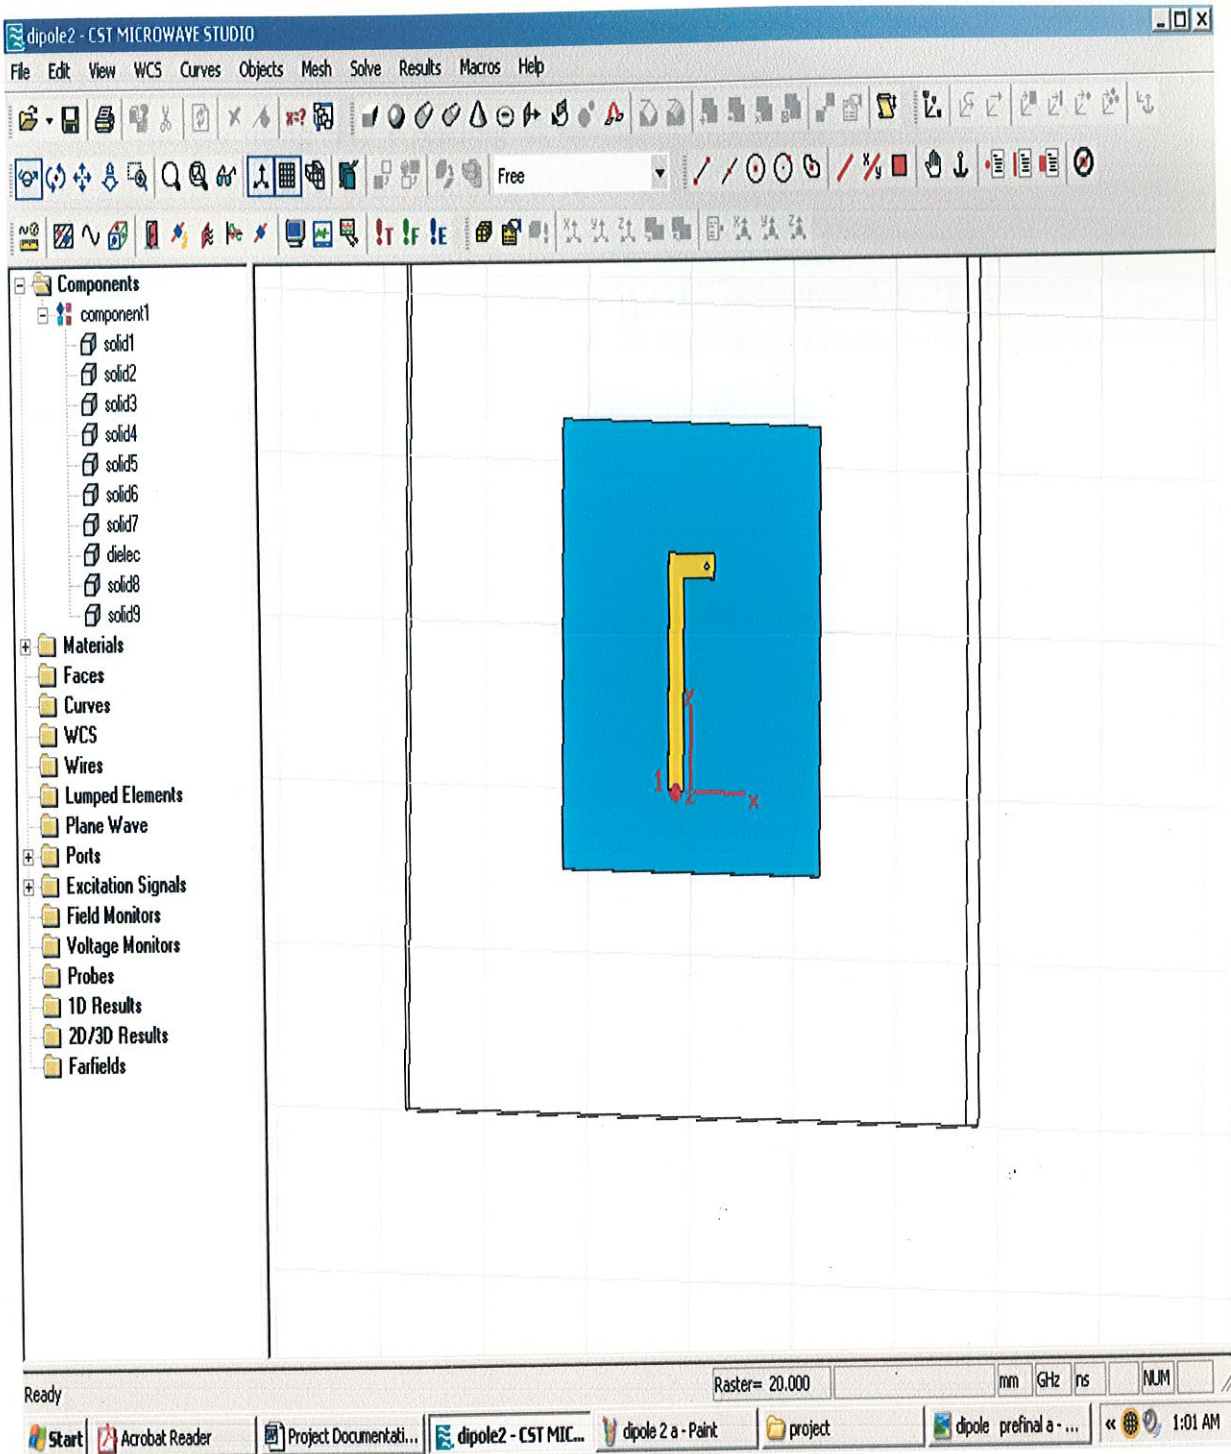 dipole2 - CST MICROWAVE STUDIO
File Edit View WCS Curves Objects Mesh Solve Results Macros Help
Free
Components
component1
solid1
solid2
solid3
solid4
solid5
solid6
solid7
dielec
solid8
solid9
Materials
Faces
Curves
WCS
Wires
Lumped Elements
Plane Wave
Ports
Excitation Signals
Field Monitors
Voltage Monitors
Probes
1D Results
2D/3D Results
Farfields
Y
1 Z X
Ready Raster= 20.000 mm GHz ns NUM
Start Acrobat Reader Project Documentati... dipole2 - CST MIC... dipole 2 a - Paint project dipole prefinal a - ... « 1:01 AM